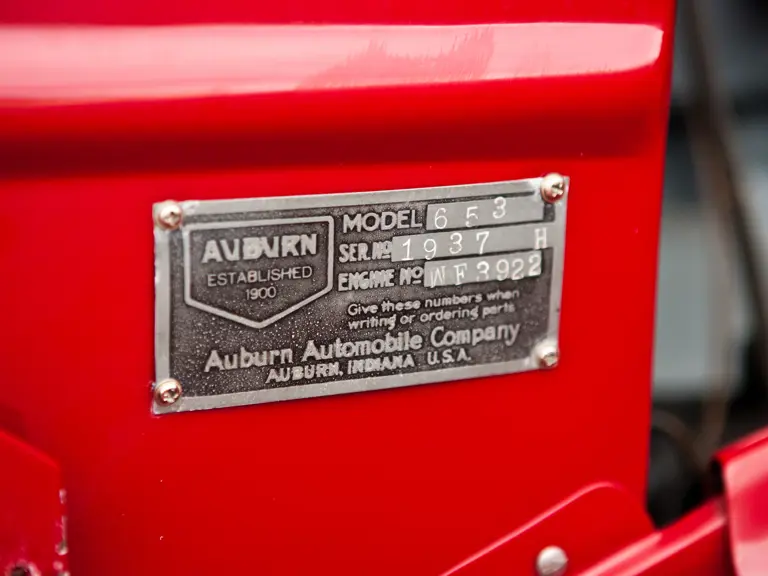 AUBURN
ESTABLISHED
1900
MODEL 653
SER. NO 1937 H
ENGINE NO WF3922
Give these numbers when
writing or ordering parts
Auburn Automobile Company
AUBURN, INDIANA U.S.A.